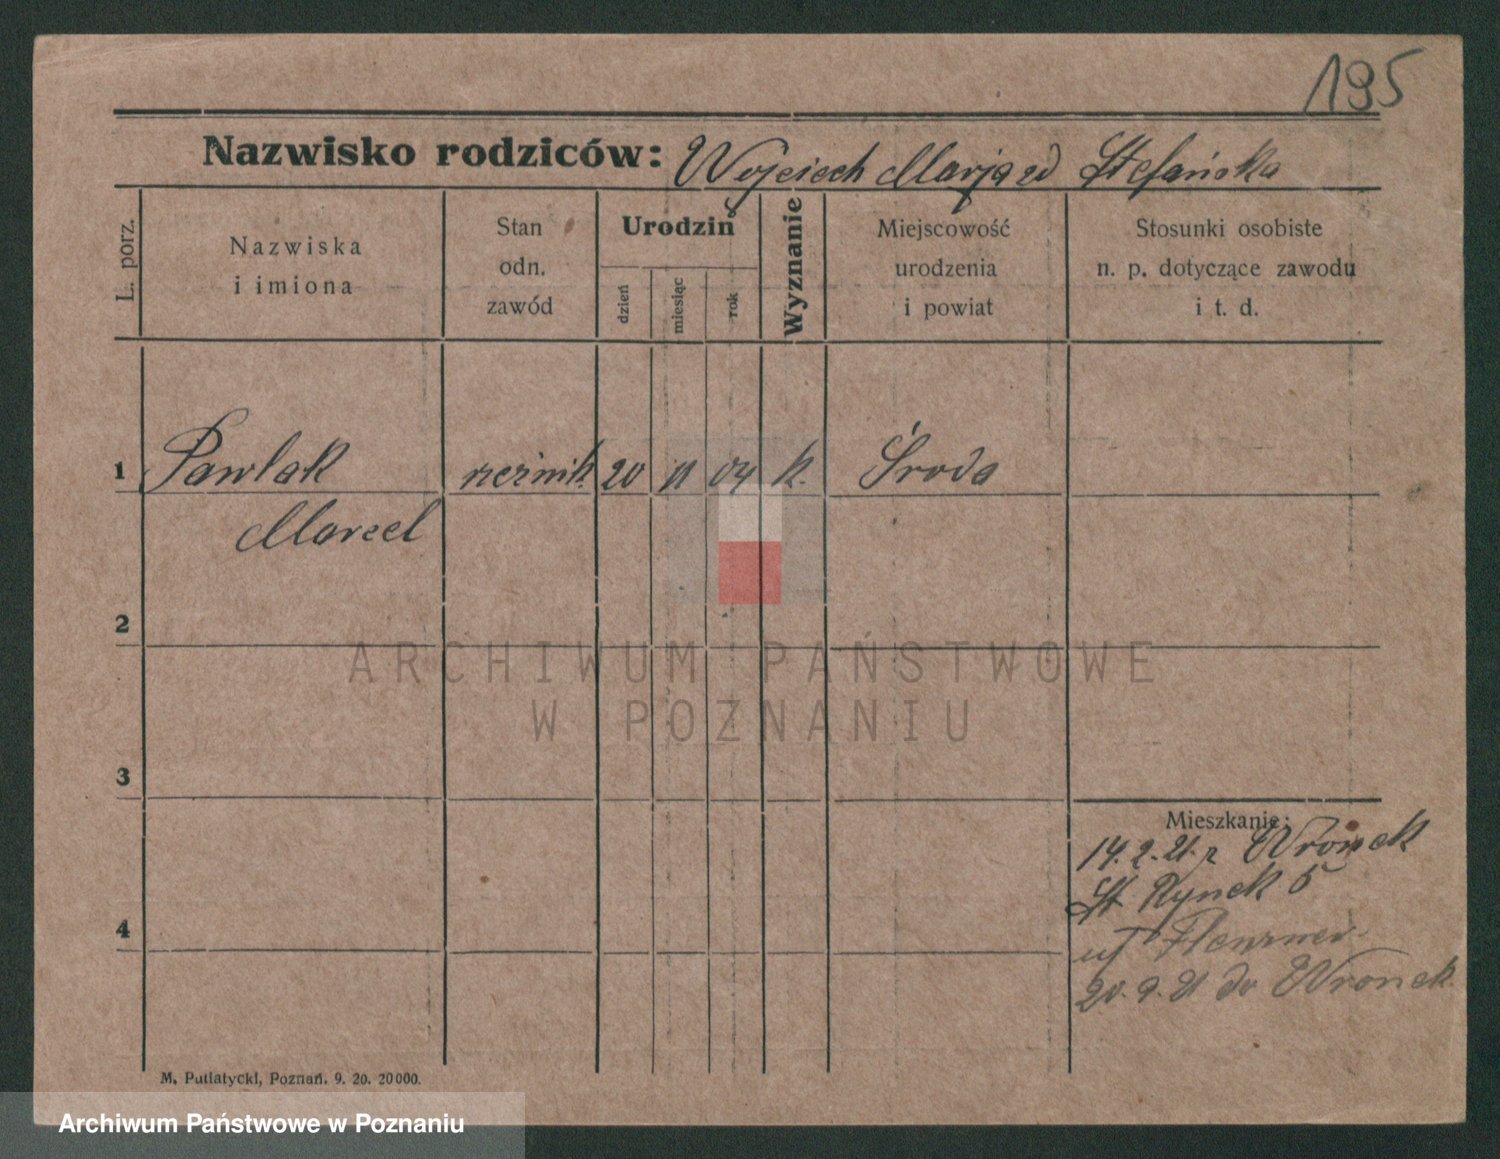 195
Nazwisko rodziców: Wojciech Marja zd Stefańska
L. porz.
Nazwiska
i imiona
Stan
odn.
zawód
Urodzin
dzień
miesiąc
rok
Wyznanie
Miejscowość
urodzenia
i powiat
Stosunki osobiste
n. p. dotyczące zawodu
i t. d.
1 Pawlak rzeźnik 20 11 04 k. Środa
Marcel
2
ARCHIWUM PAŃSTWOWE
W POZNANIU
3
Mieszkanie:
14.2.21. z Wronek
St Rynek 5
4
20.9.21 do Wronek
M. Putiatycki, Poznań. 9. 20. 20000.
Archiwum Państwowe w Poznaniu